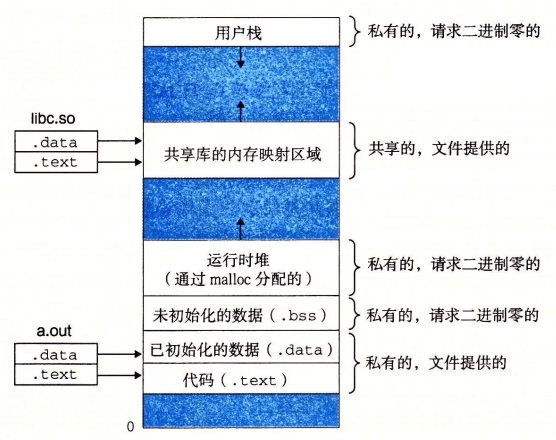 用户栈
私有的，请求二进制零的
libc.so
.data
.text
共享库的内存映射区域
共享的，文件提供的
运行时堆
（通过 malloc 分配的）
私有的，请求二进制零的
未初始化的数据（.bss）
私有的，请求二进制零的
a.out
.data
.text
已初始化的数据（.data）
代码（.text）
私有的，文件提供的
0